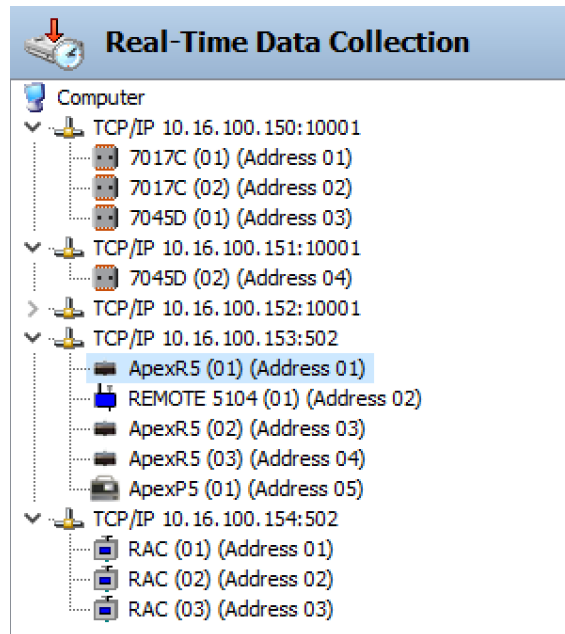 Real-Time Data Collection
Computer
TCP/IP 10.16.100.150:10001
7017C (01) (Address 01)
7017C (02) (Address 02)
7045D (01) (Address 03)
TCP/IP 10.16.100.151:10001
7045D (02) (Address 04)
TCP/IP 10.16.100.152:10001
TCP/IP 10.16.100.153:502
ApexR5 (01) (Address 01)
REMOTE 5104 (01) (Address 02)
ApexR5 (02) (Address 03)
ApexR5 (03) (Address 04)
ApexP5 (01) (Address 05)
TCP/IP 10.16.100.154:502
RAC (01) (Address 01)
RAC (02) (Address 02)
RAC (03) (Address 03)